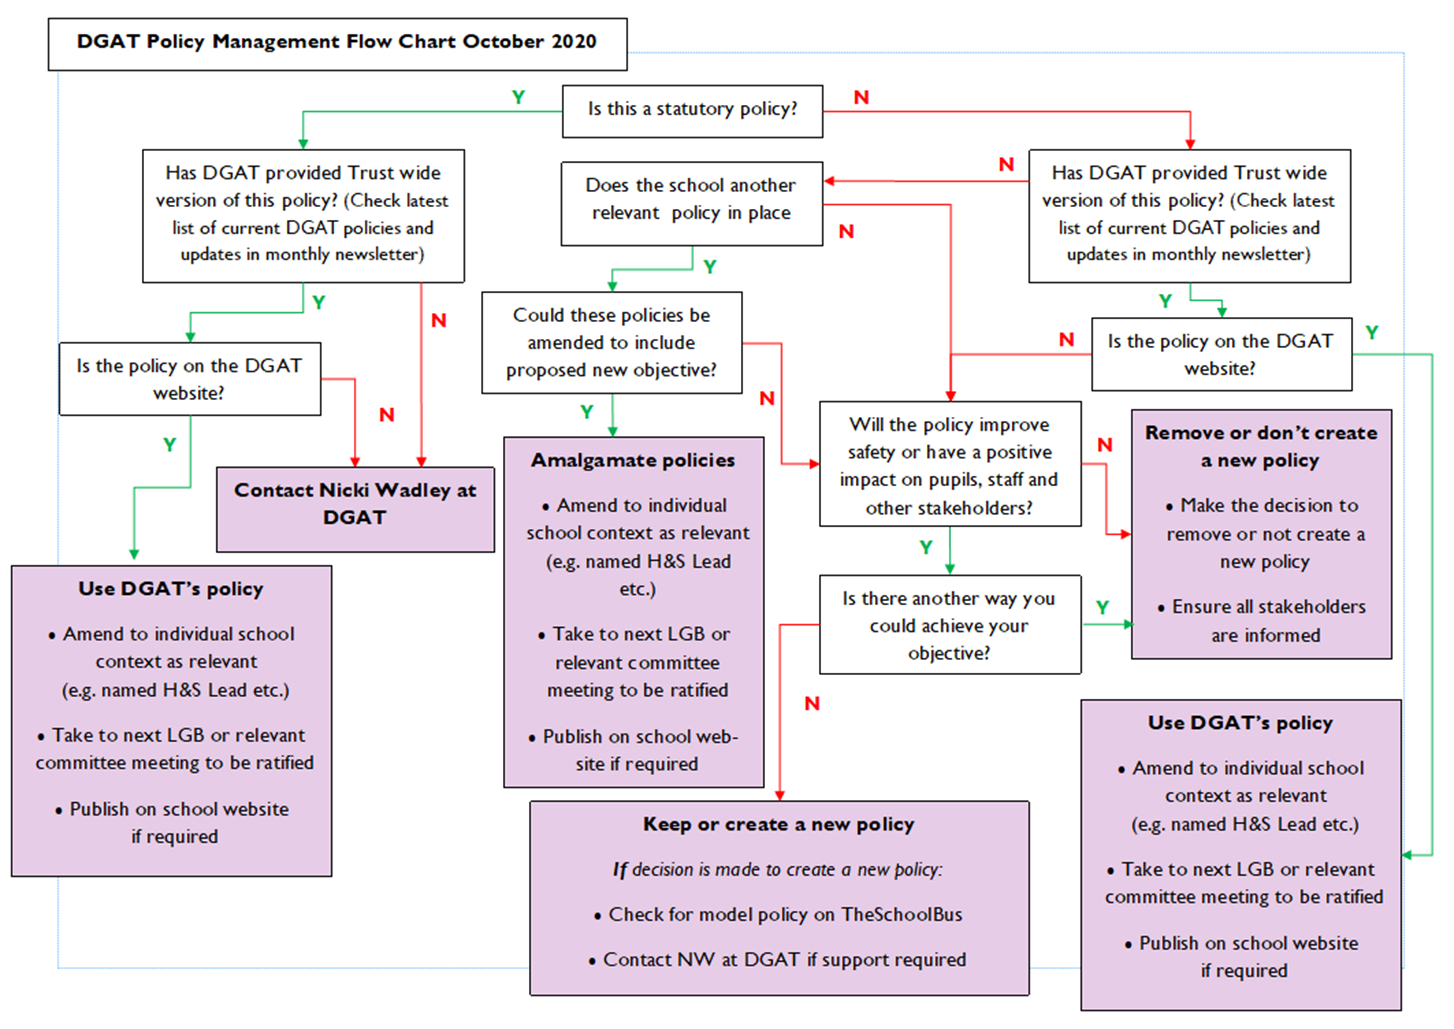 DGAT Policy Management Flow Chart October 2020
Y
Is this a statutory policy?
N
Has DGAT provided Trust wide
version of this policy? (Check latest
list of current DGAT policies and
updates in monthly newsletter)
Does the school another
relevant policy in place
N
Has DGAT provided Trust wide
version of this policy? (Check latest
list of current DGAT policies and
updates in monthly newsletter)
N
Y
Y
N
Could these policies be
amended to include
proposed new objective?
Y
Is the policy on the DGAT
website?
N
Y
Is the policy on the DGAT
website?
N
Y
N
Y
N
Will the policy improve
safety or have a positive
impact on pupils, staff and
other stakeholders?
N
Y
Remove or don’t create
a new policy
• Make the decision to
remove or not create a
new policy
• Ensure all stakeholders
are informed
Contact Nicki Wadley at
DGAT
Amalgamate policies
• Amend to individual
school context as relevant
(e.g. named H&S Lead
etc.)
• Take to next LGB or
relevant committee
meeting to be ratified
• Publish on school web-
site if required
Is there another way you
could achieve your
objective?
Y
N
Use DGAT’s policy
• Amend to individual school
context as relevant
(e.g. named H&S Lead etc.)
• Take to next LGB or relevant
committee meeting to be ratified
• Publish on school website
if required
Keep or create a new policy
If decision is made to create a new policy:
• Check for model policy on TheSchoolBus
• Contact NW at DGAT if support required
Use DGAT’s policy
• Amend to individual school
context as relevant
(e.g. named H&S Lead etc.)
• Take to next LGB or relevant
committee meeting to be ratified
• Publish on school website
if required